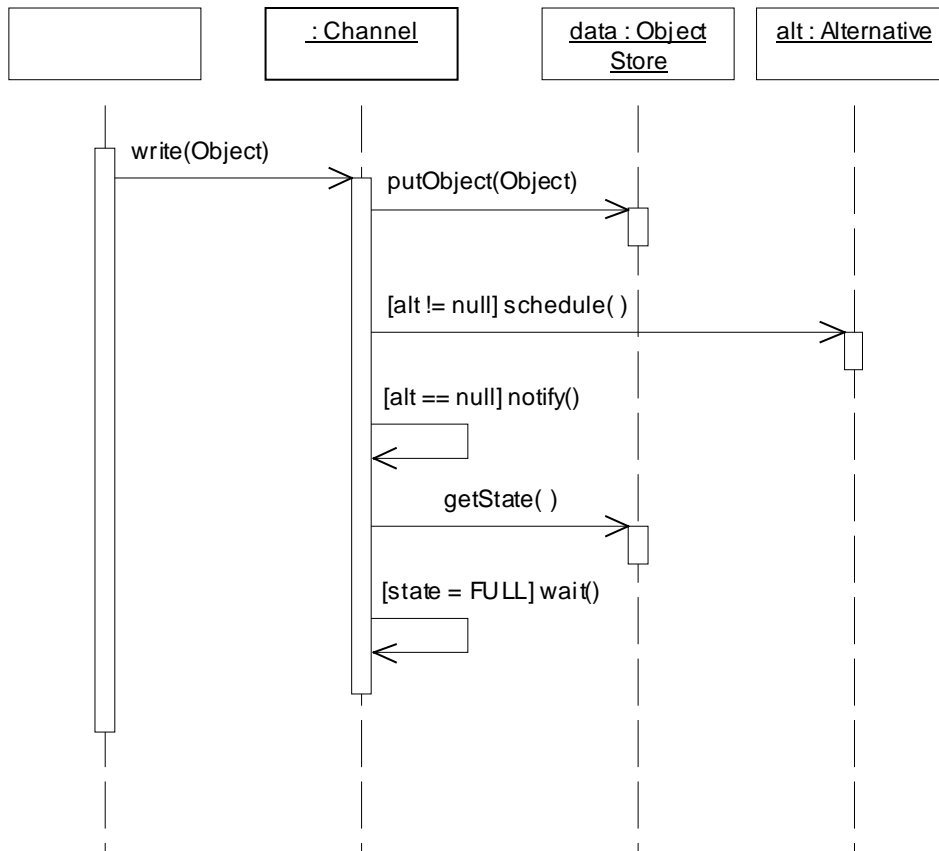 : Channel
data : Object
Store
alt : Alternative
write(Object)
putObject(Object)
[alt != null] schedule( )
[alt == null] notify()
getState( )
[state = FULL] wait()